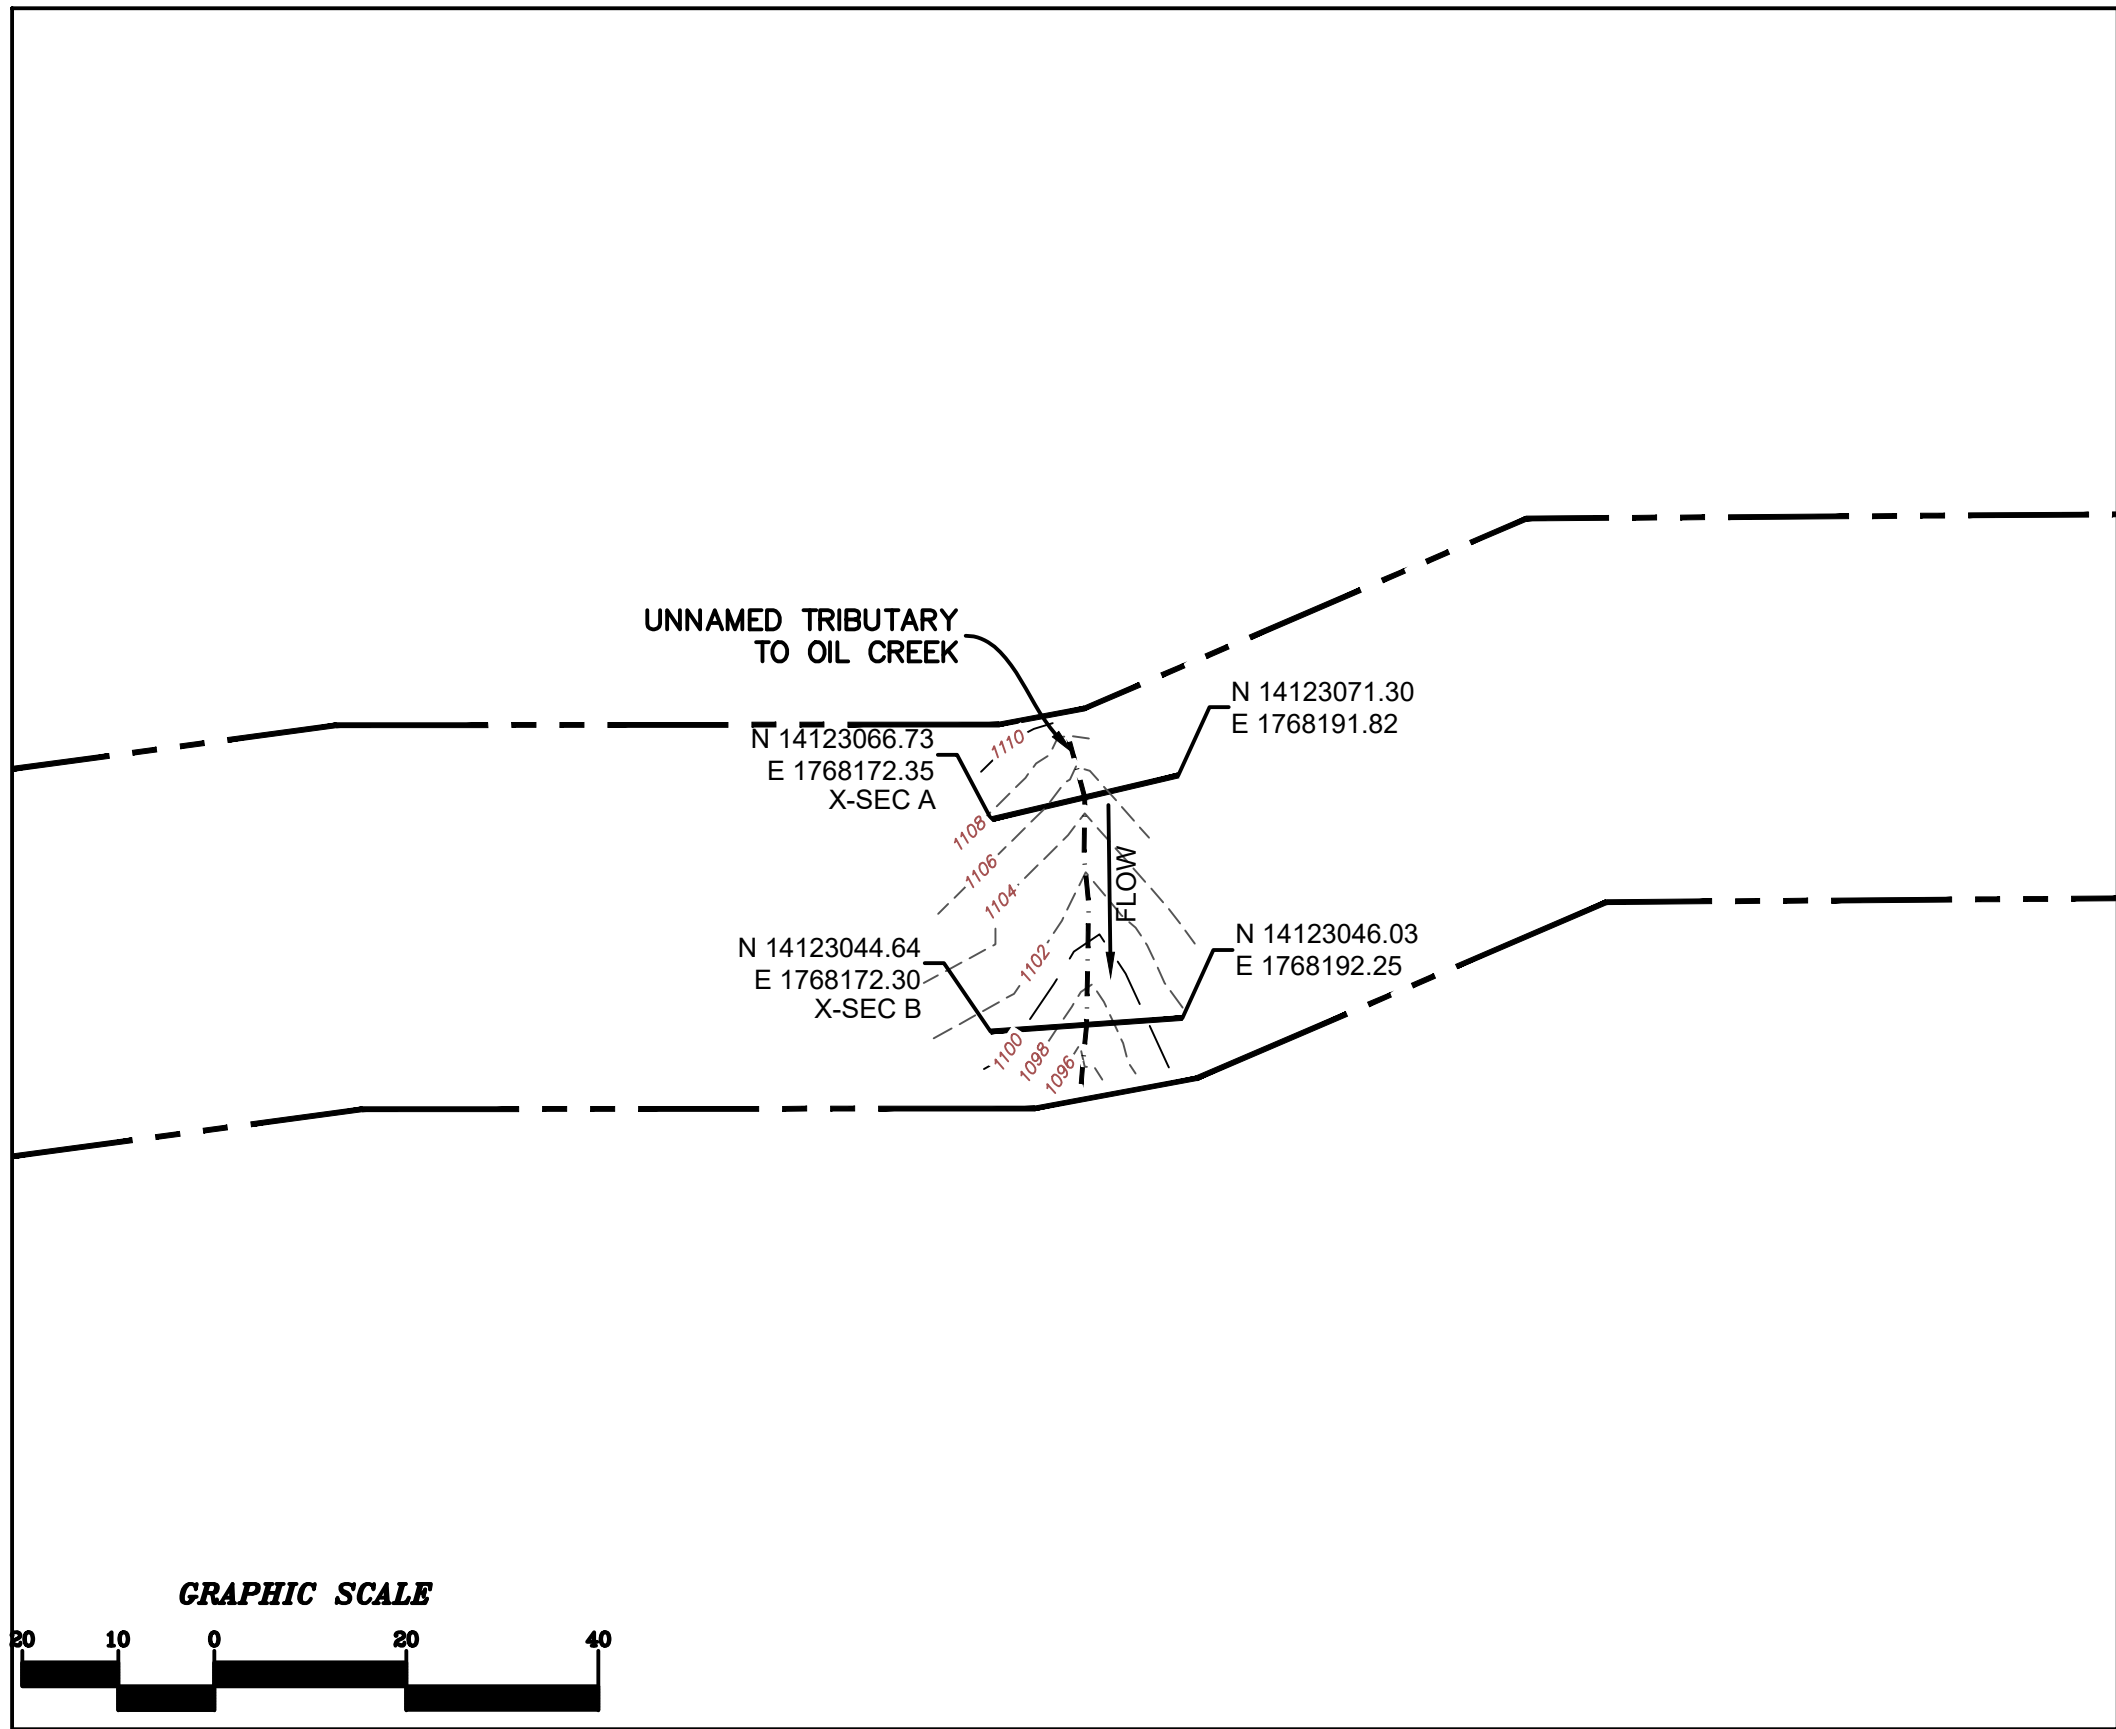 UNNAMED TRIBUTARY
TO OIL CREEK
N 14123071.30
E 1768191.82
N 14123066.73
E 1768172.35
X-SEC A
1110
1108
1106
1104
FLOW
1102
N 14123044.64
E 1768172.30
X-SEC B
N 14123046.03
E 1768192.25
1100
1098
1096
GRAPHIC SCALE
20 10 0 20 40